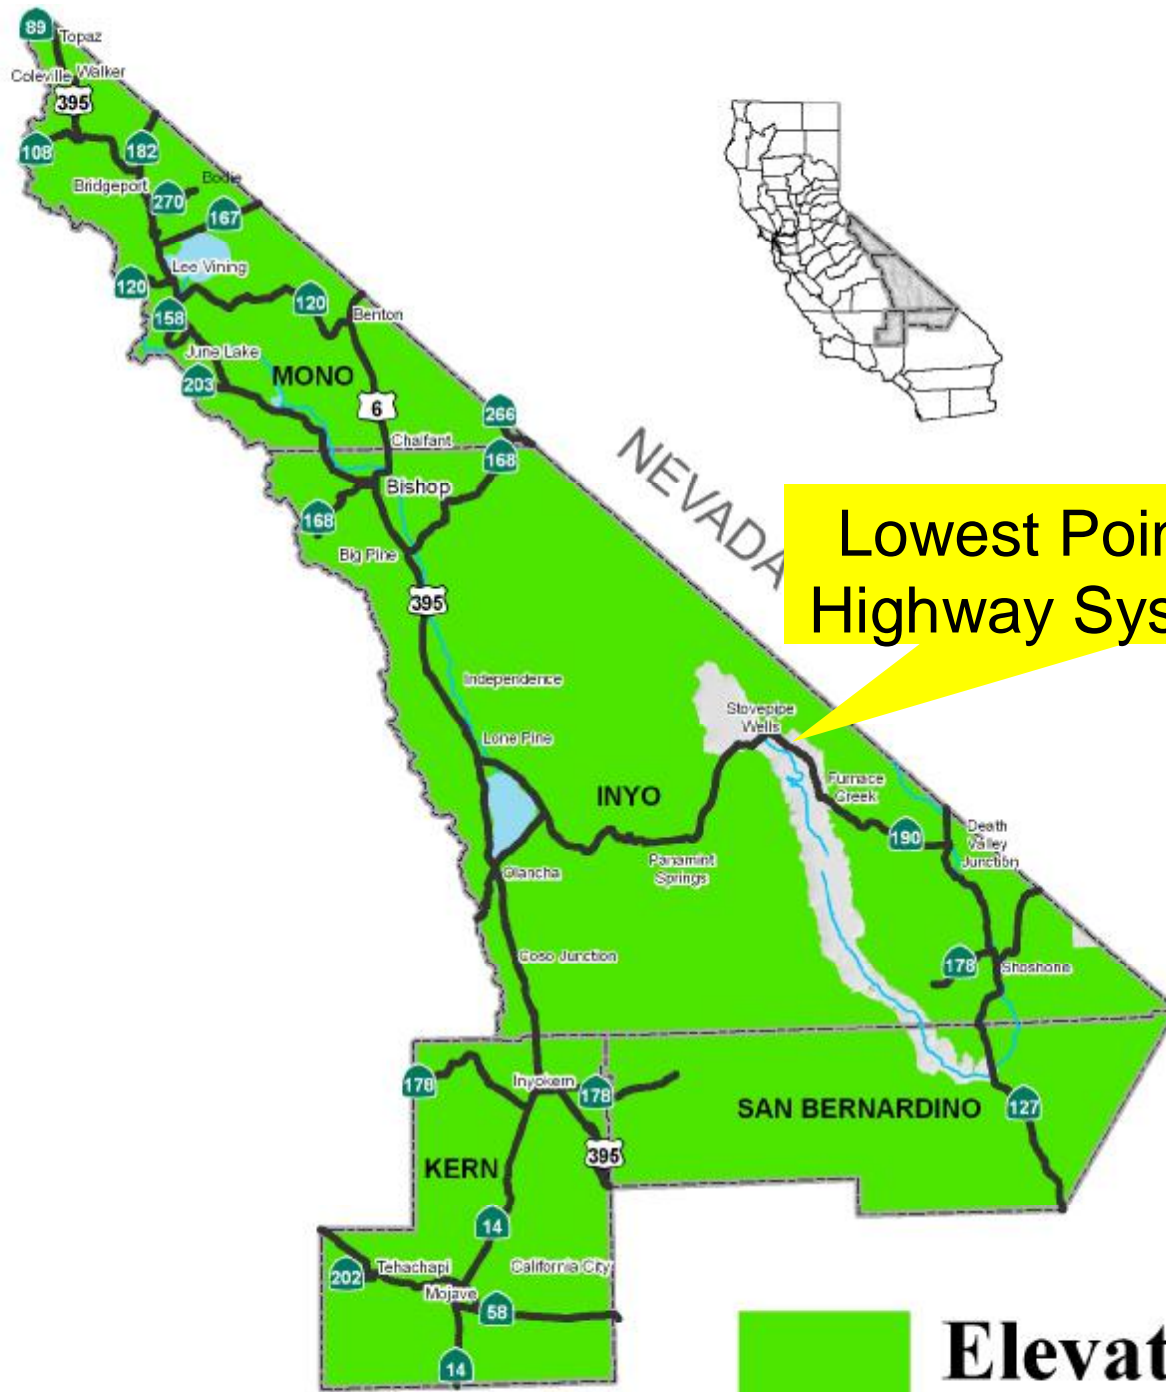 89
Topaz
Coleville Walker
395
108
182
Bridgeport
Bodie
270
167
Lee Vining
120
158
120
Benton
June Lake
MONO
203
6
266
Chalfant
168
NEVADA
Bishop
168
Big Pine
Lowest Poin
Highway Sys
395
Independence
Stovepipe
Wells
Lone Pine
INYO
Furnace
Creek
190
Death
Valley
Junction
Panamint
Springs
Olancha
Coso Junction
178
Shoshone
178
Inyokern
178
SAN BERNARDINO
127
395
KERN
14
Tehachapi
California City
202
Mojave
58
14
Elevat